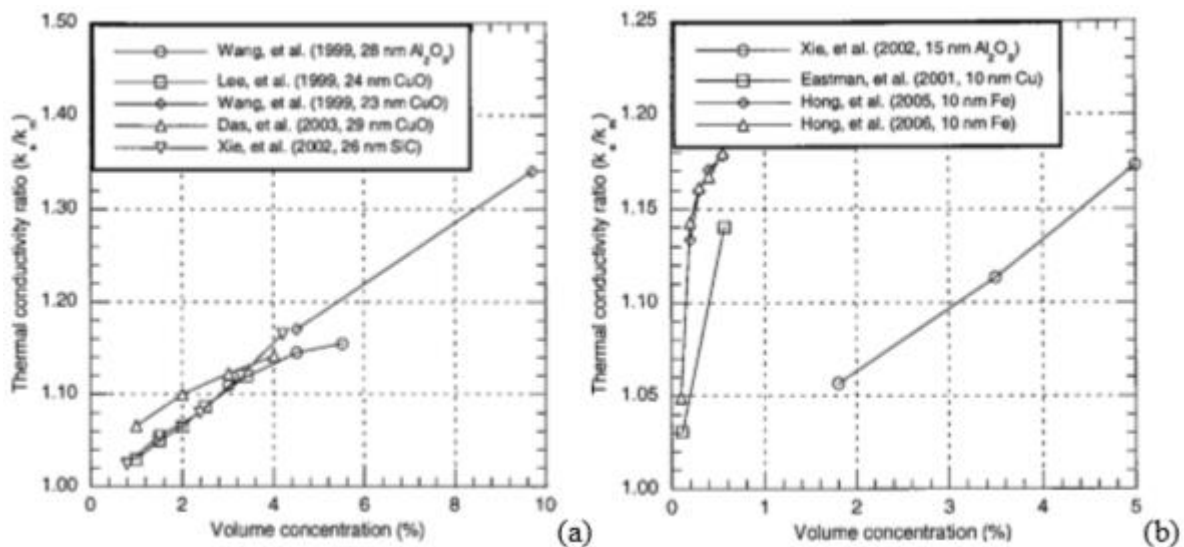 1.50
1.40
1.30
1.20
1.10
1.00
Thermal conductivity ratio (kₑ/kₘ)
Wang, et al. (1999, 28 nm Al₂O₃)
Lee, et al. (1999, 24 nm CuO)
Wang, et al. (1999, 23 nm CuO)
Das, et al. (2003, 29 nm CuO)
Xie, et al. (2002, 26 nm SiC)
0 2 4 6 8 10
Volume concentration (%)
(a)
1.25
1.20
1.15
1.10
1.05
1.00
Thermal conductivity ratio (kₑ/kₘ)
Xie, et al. (2002, 15 nm Al₂O₃)
Eastman, et al. (2001, 10 nm Cu)
Hong, et al. (2005, 10 nm Fe)
Hong, et al. (2006, 10 nm Fe)
0 1 2 3 4 5
Volume concentration (%)
(b)